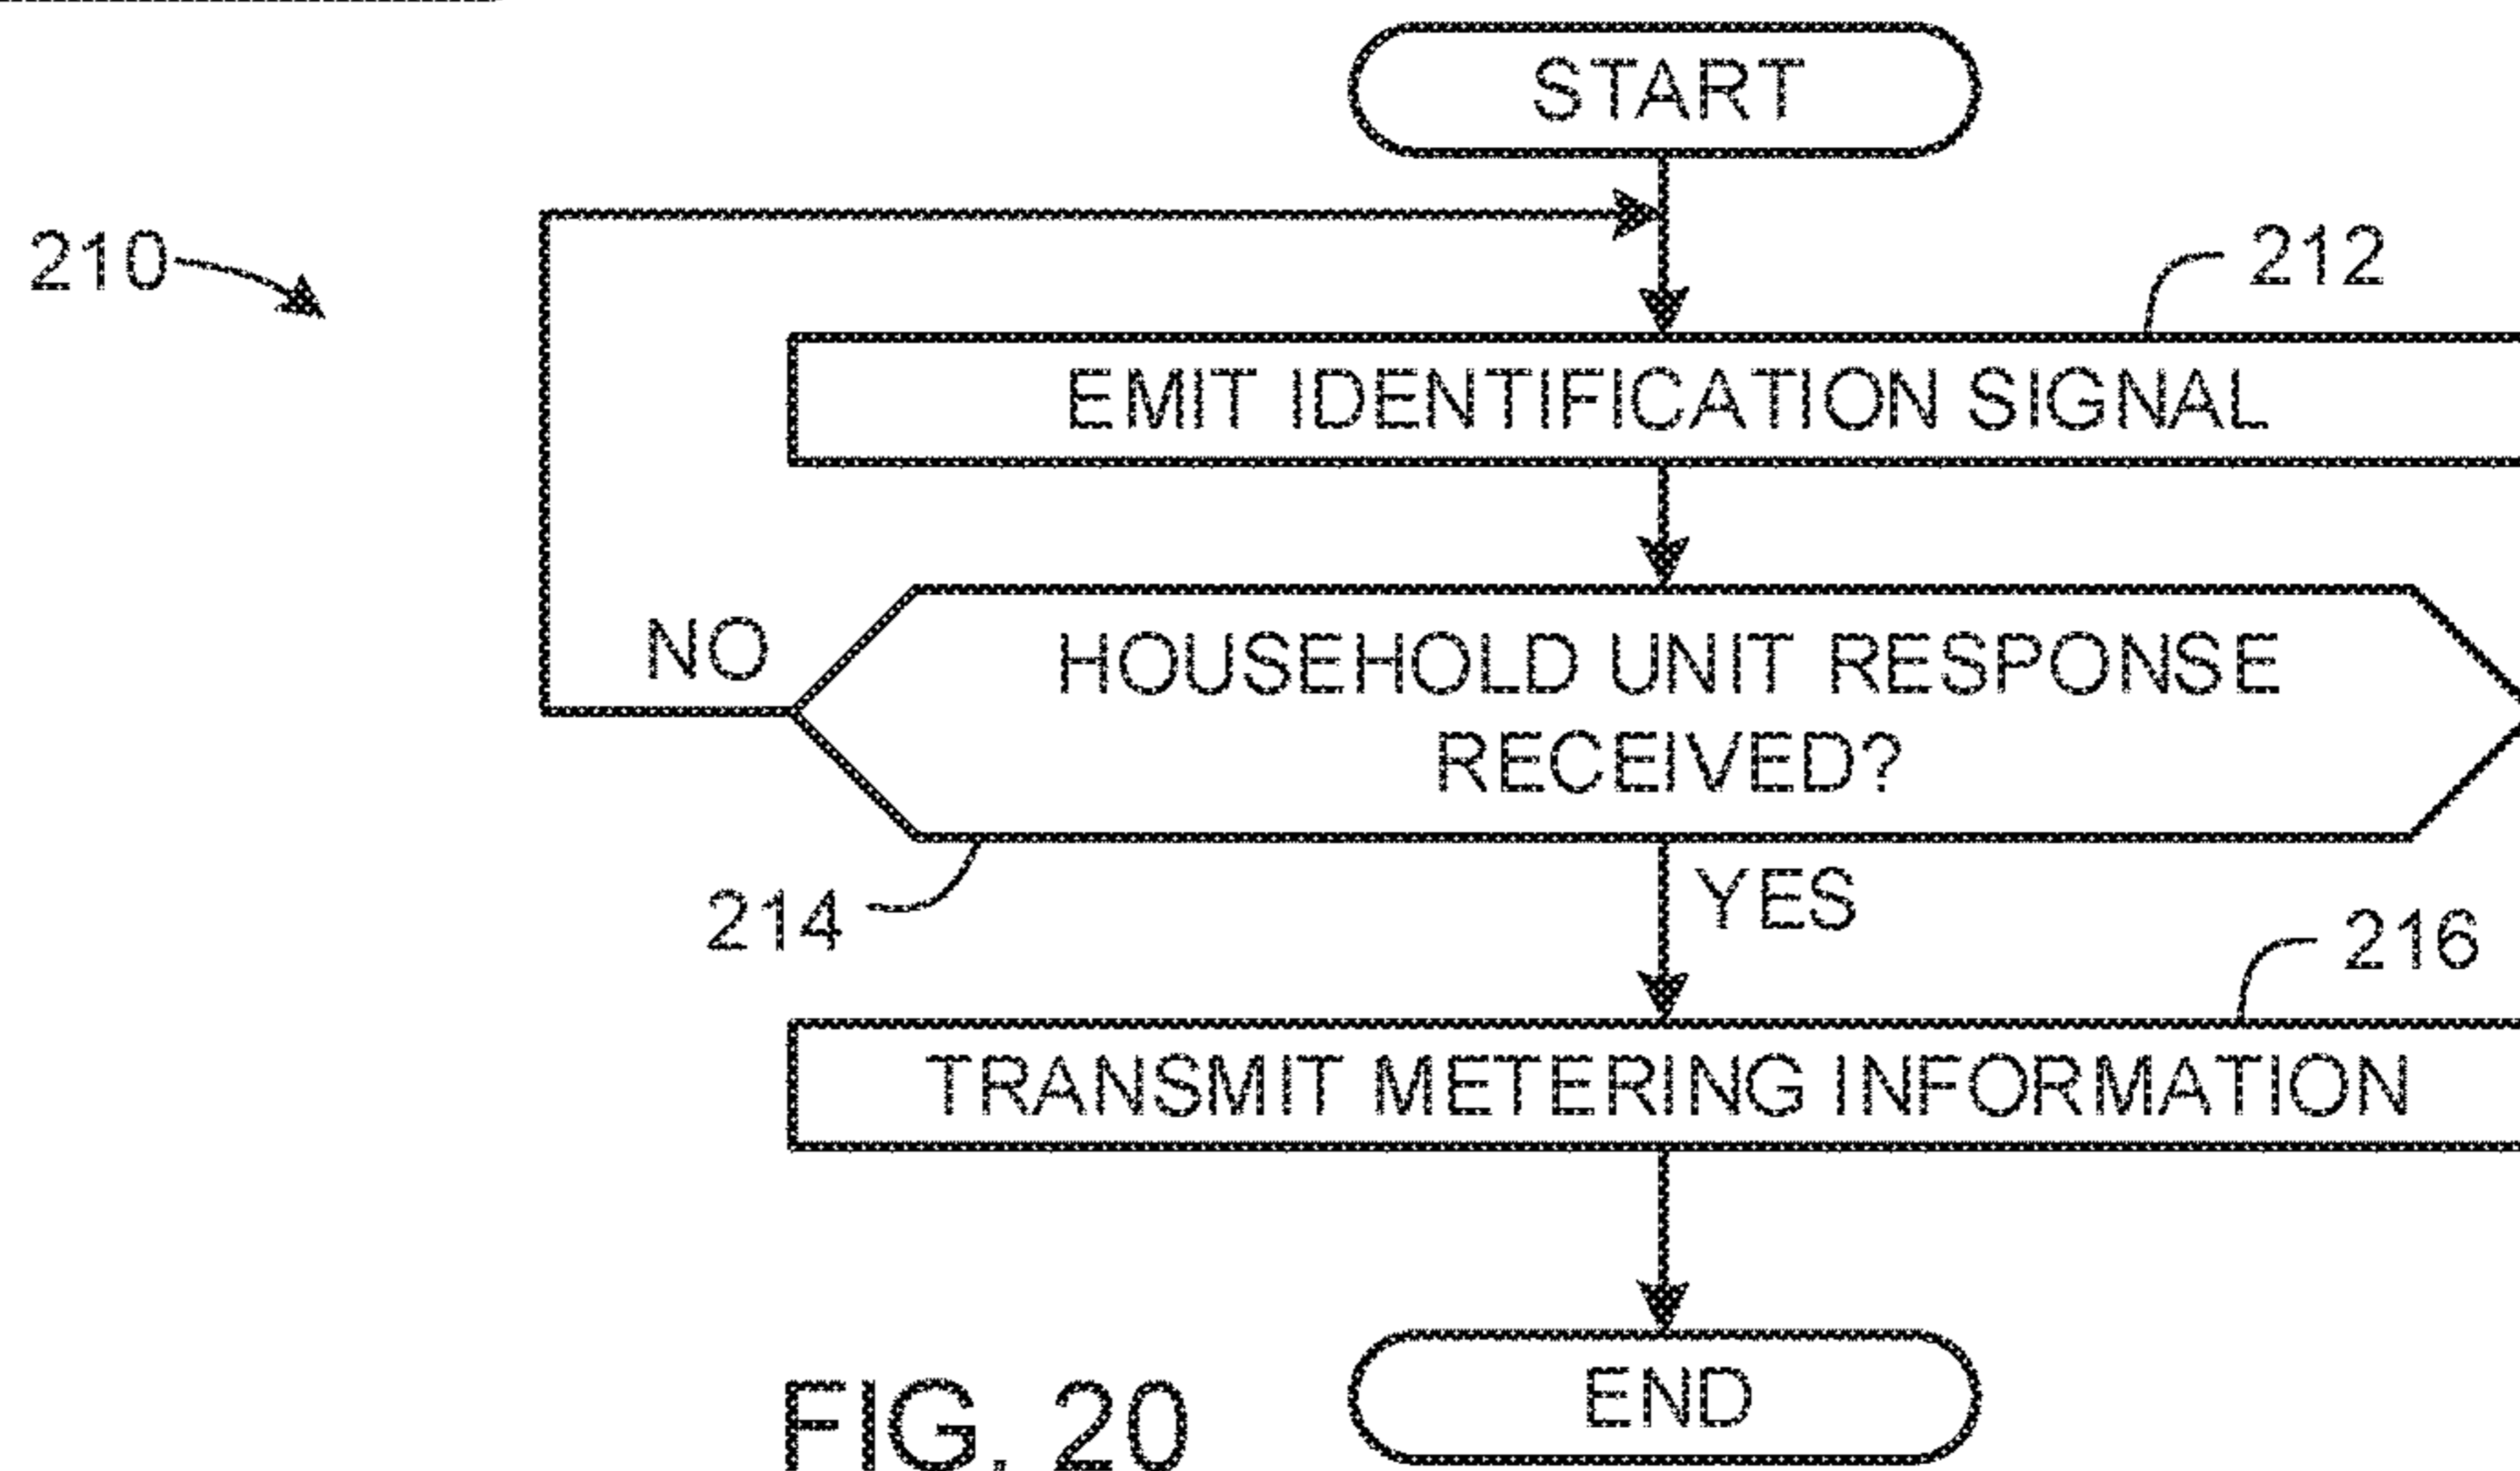 START
210
212
EMIT IDENTIFICATION SIGNAL
NO
HOUSEHOLD UNIT RESPONSE
RECEIVED?
214
YES
216
TRANSMIT METERING INFORMATION
END
FIG. 20